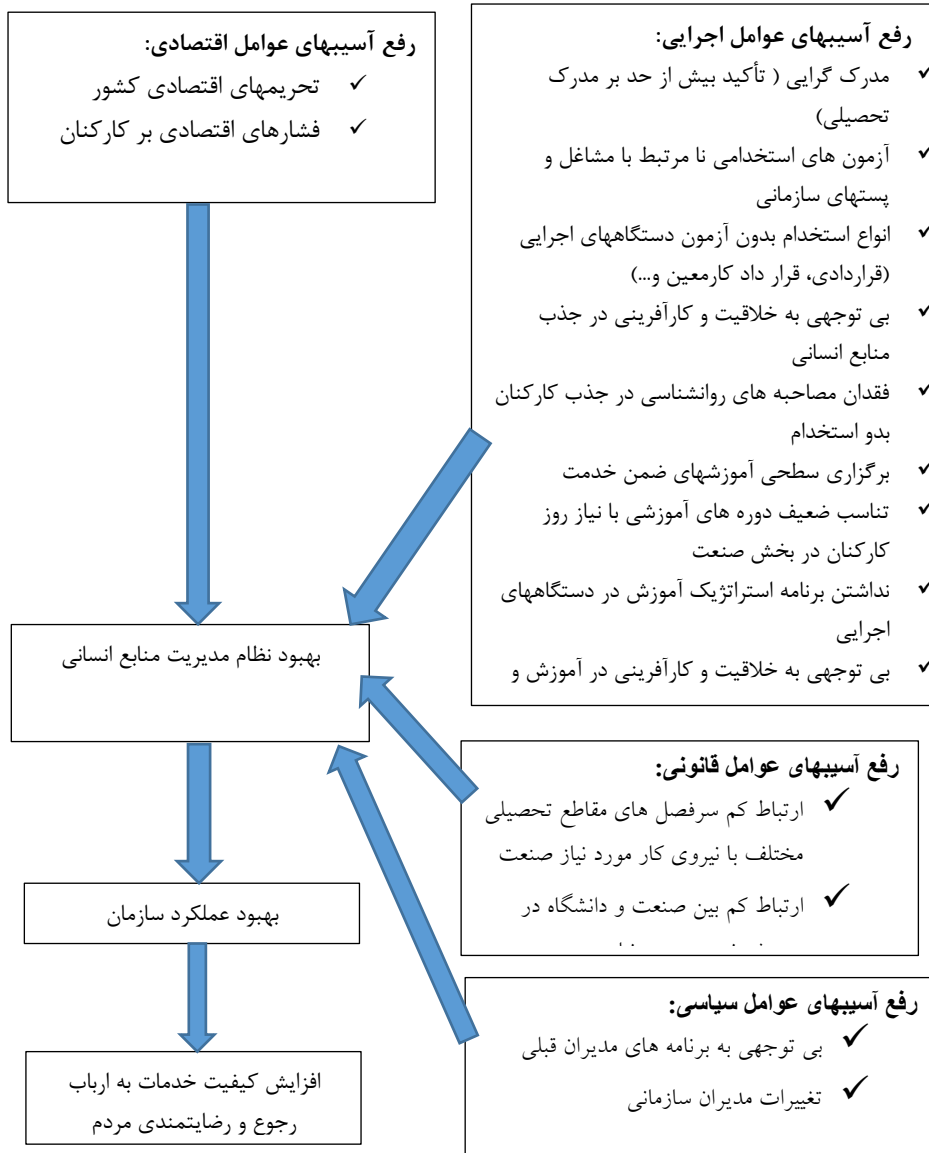 رفع آسیبهای عوامل اجرایی:
✓ مدرک گرایی ( تأکید بیش از حد بر مدرک
تحصیلی)
✓ آزمون های استخدامی نا مرتبط با مشاغل و
پستهای سازمانی
✓ انواع استخدام بدون آزمون دستگاههای اجرایی
(قراردادی، قرار داد کارمعین و...)
✓ بی توجهی به خلاقیت و کارآفرینی در جذب
منابع انسانی
✓ فقدان مصاحبه های روانشناسی در جذب کارکنان
بدو استخدام
✓ برگزاری سطحی آموزشهای ضمن خدمت
✓ تناسب ضعیف دوره های آموزشی با نیاز روز
کارکنان در بخش صنعت
✓ نداشتن برنامه استراتژیک آموزش در دستگاههای
اجرایی
✓ بی توجهی به خلاقیت و کارآفرینی در آموزش و
رفع آسیبهای عوامل اقتصادی:
✓ تحریمهای اقتصادی کشور
✓ فشارهای اقتصادی بر کارکنان
رفع آسیبهای عوامل قانونی:
✓ ارتباط کم سرفصل های مقاطع تحصیلی
مختلف با نیروی کار مورد نیاز صنعت
✓ ارتباط کم بین صنعت و دانشگاه در
رفع آسیبهای عوامل سیاسی:
✓ بی توجهی به برنامه های مدیران قبلی
✓ تغییرات مدیران سازمانی
بهبود نظام مدیریت منابع انسانی
بهبود عملکرد سازمان
افزایش کیفیت خدمات به ارباب
رجوع و رضایتمندی مردم